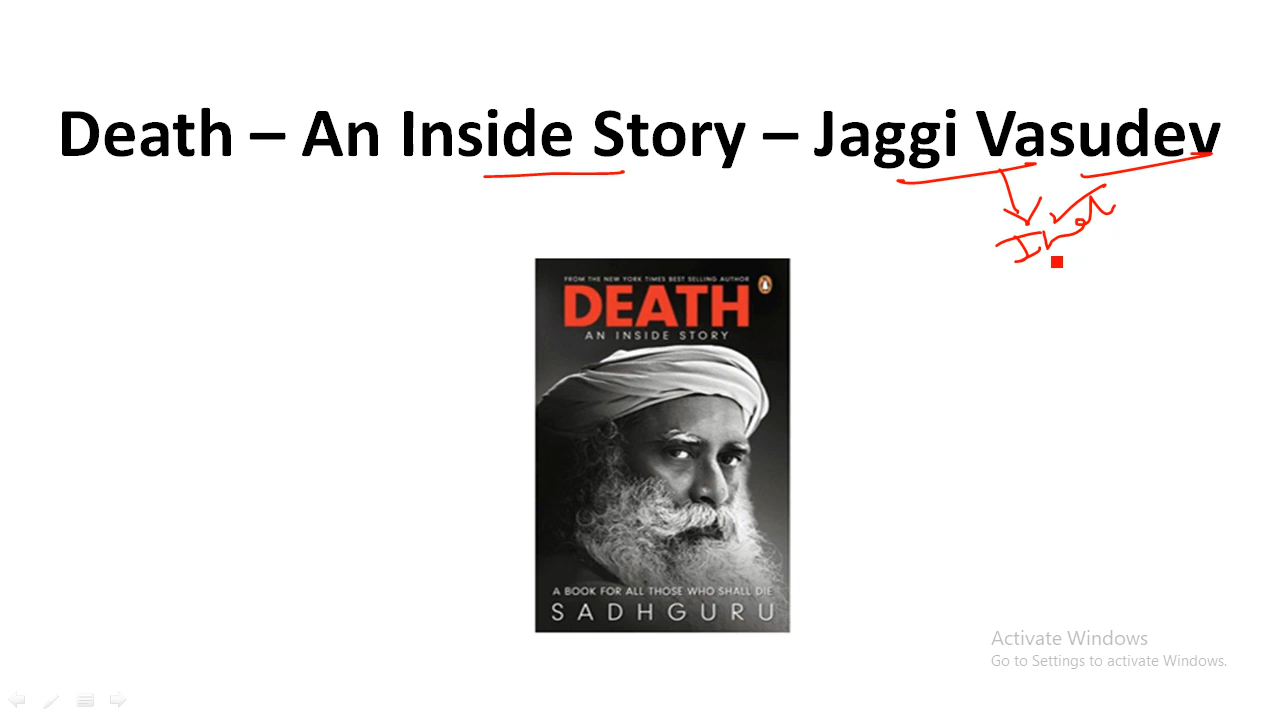 Death – An Inside Story – Jaggi Vasudev
FROM THE NEW YORK TIMES BEST SELLING AUTHOR
DEATH
AN INSIDE STORY
A BOOK FOR ALL THOSE WHO SHALL DIE
SADHGURU
Activate Windows
Go to Settings to activate Windows.